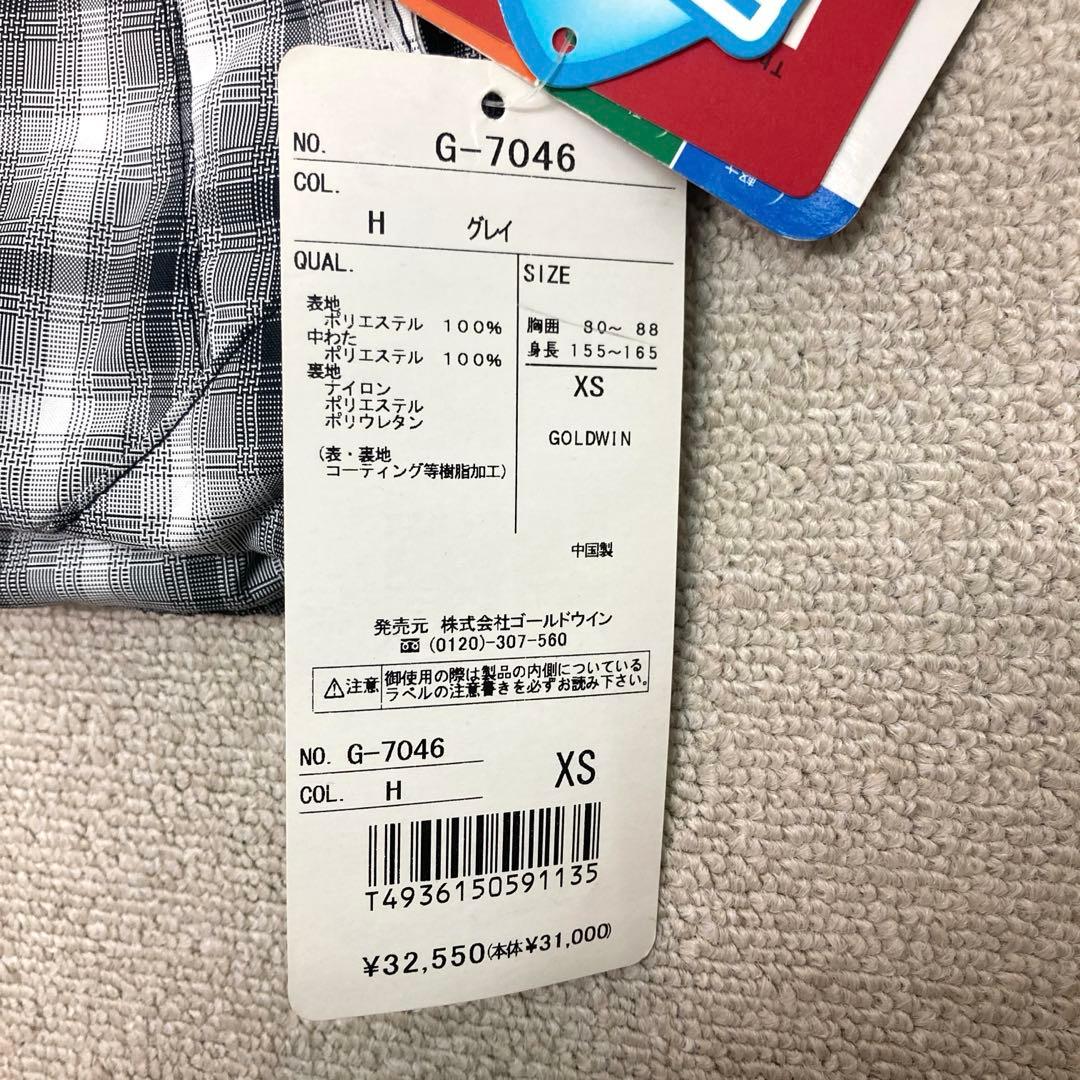 NO. G-7046
COL.
H グレイ
QUAL.
表地
ポリエステル 100%
中わた
ポリエステル 100%
裏地
ナイロン
ポリエステル
ポリウレタン
(表・裏地
コーティング等樹脂加工)
SIZE
胸囲 80~ 88
身長 155~165
XS
GOLDWIN
中国製
発売元 株式会社ゴールドウイン
(0120)-307-560
注意 御使用の際は製品の内側についている
ラベルの注意書きを必ずお読み下さい。
NO. G-7046
COL. H
XS
T4936150591135
¥32,550(本体¥31,000)